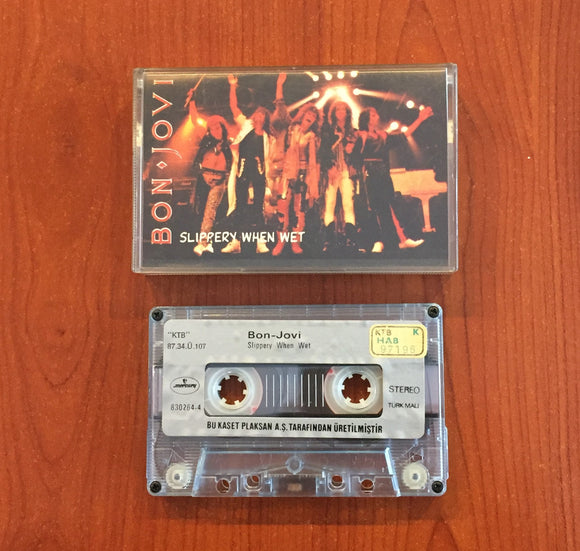 BON JOVI
SLIPPERY WHEN WET
"KTB"
87.34.Ü.107
Bon-Jovi
Slippery When Wet
KTB K
HAB
97196
mercury
830264-4
STEREO
TÜRK MALI
BU KASET PLAKSAN A.Ş. TARAFINDAN ÜRETİLMİŞTİR